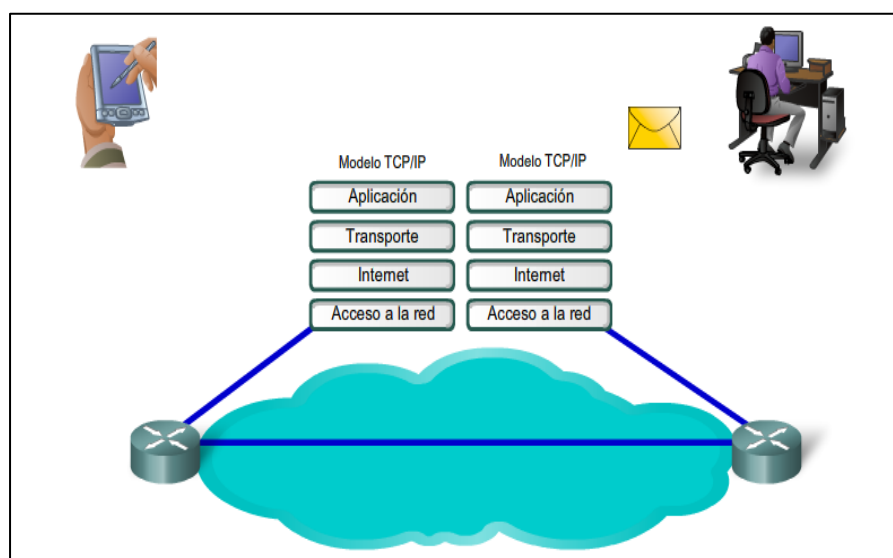 Modelo TCP/IP
Modelo TCP/IP
Aplicación
Aplicación
Transporte
Transporte
Internet
Internet
Acceso a la red
Acceso a la red